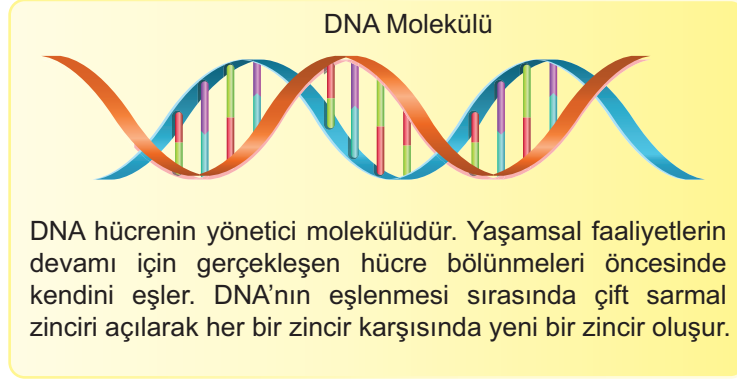 DNA Molekülü
DNA hücrenin yönetici molekülüdür. Yaşamsal faaliyetlerin
devamı için gerçekleşen hücre bölünmeleri öncesinde
kendini eşler. DNA’nın eşlenmesi sırasında çift sarmal
zinciri açılarak her bir zincir karşısında yeni bir zincir oluşur.